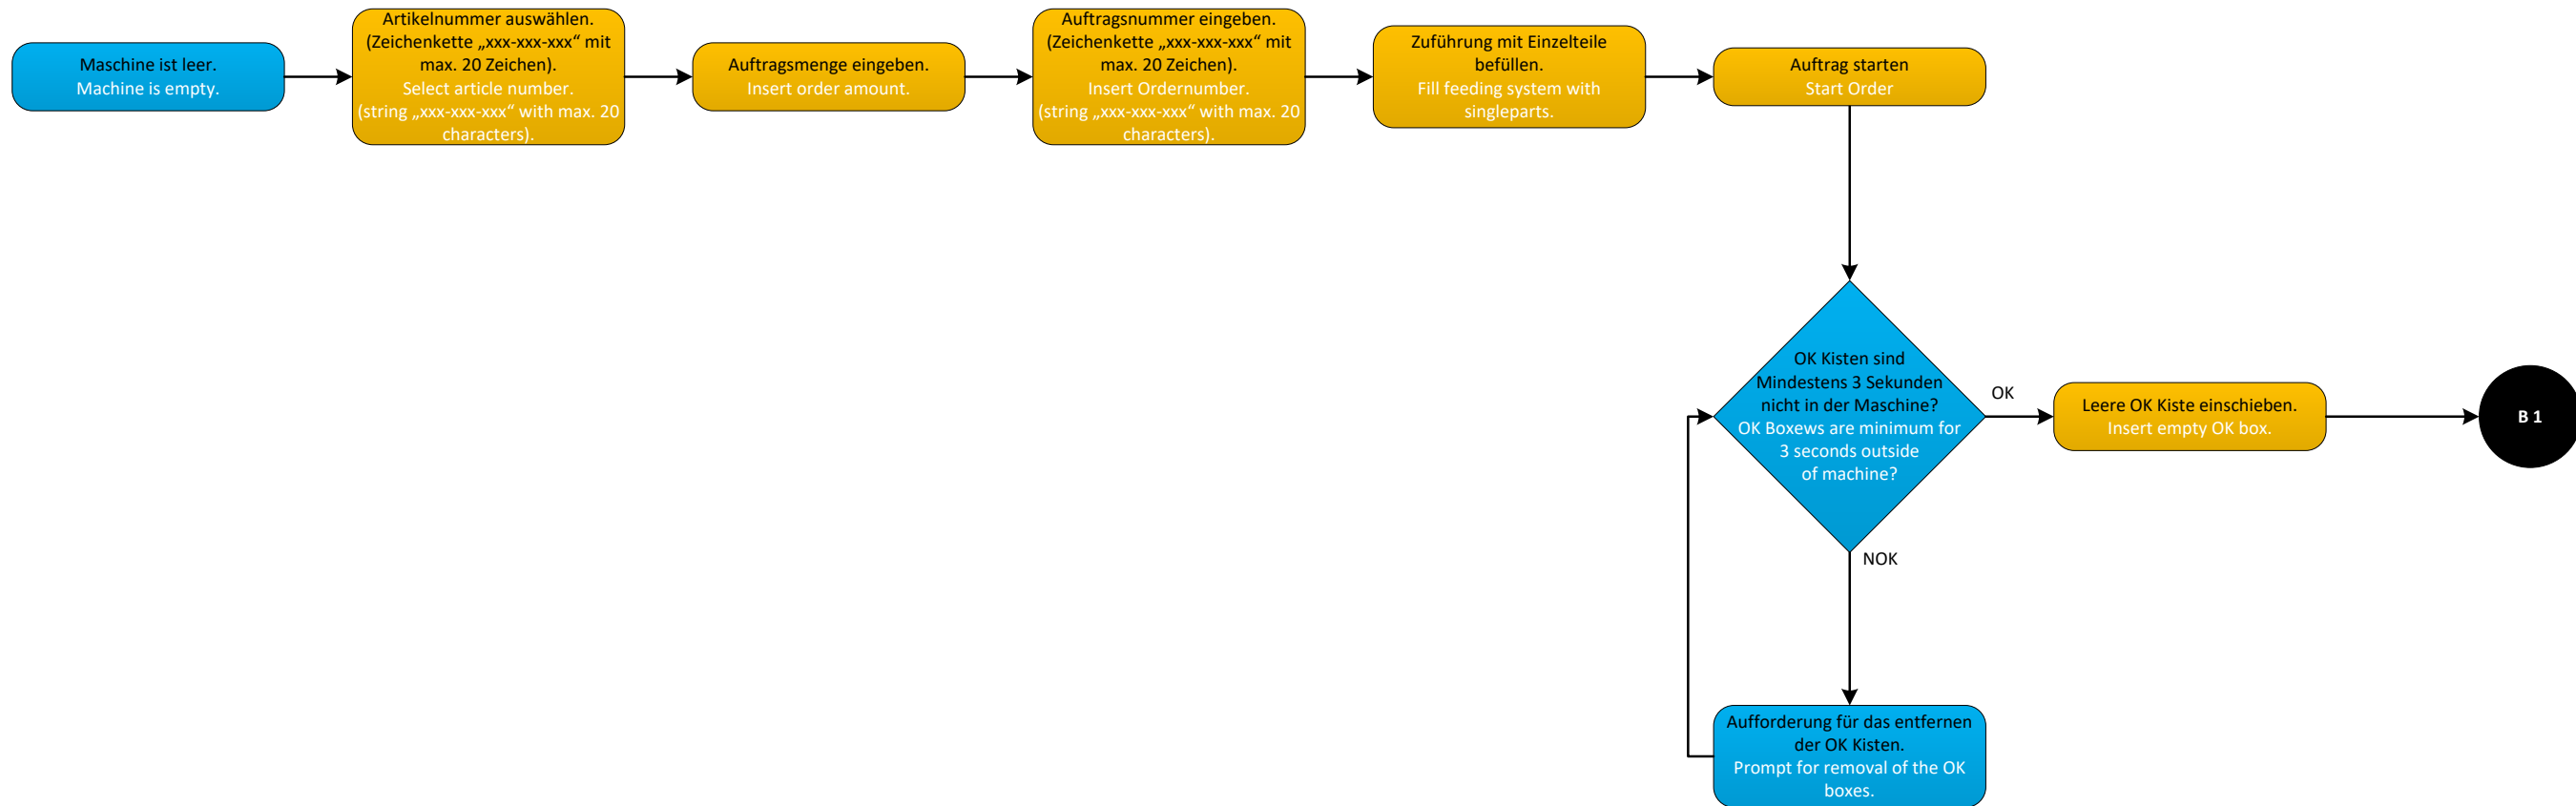 Maschine ist leer.
Machine is empty.
Artikelnummer auswählen.
(Zeichenkette „xxx-xxx-xxx“ mit
max. 20 Zeichen).
Select article number.
(string „xxx-xxx-xxx“ with max. 20
characters).
Auftragsmenge eingeben.
Insert order amount.
Auftragsnummer eingeben.
(Zeichenkette „xxx-xxx-xxx“ mit
max. 20 Zeichen).
Insert Ordernumber.
(string „xxx-xxx-xxx“ with max. 20
characters).
Zuführung mit Einzelteile
befüllen.
Fill feeding system with
singleparts.
Auftrag starten
Start Order
OK Kisten sind
Mindestens 3 Sekunden
nicht in der Maschine?
OK Boxews are minimum for
3 seconds outside
of machine?
OK
Leere OK Kiste einschieben.
Insert empty OK box.
B 1
NOK
Aufforderung für das entfernen
der OK Kisten.
Prompt for removal of the OK
boxes.